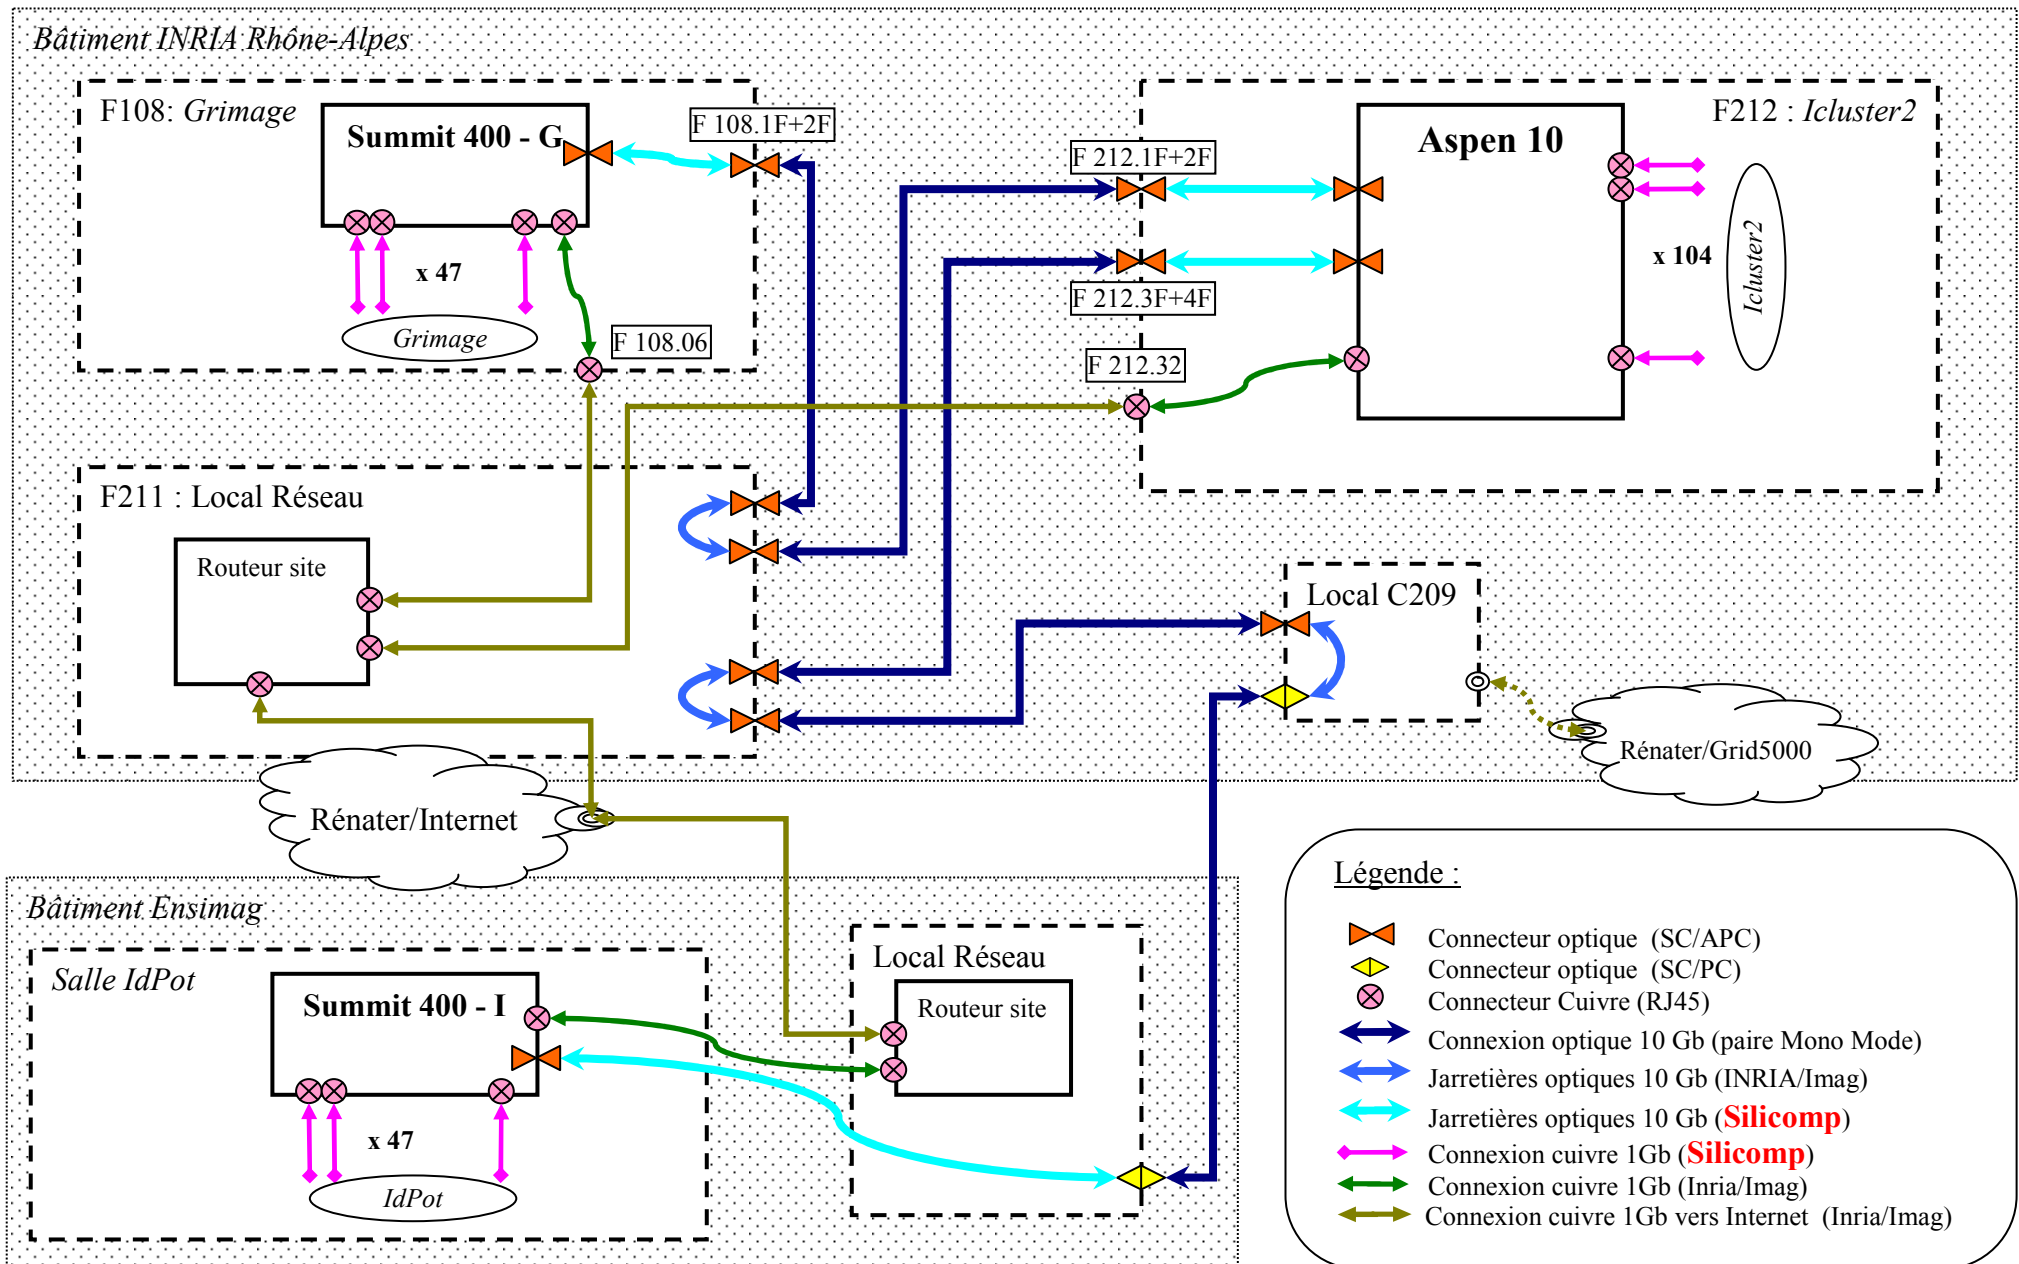 Bâtiment INRIA Rhône-Alpes
F108: Grimage
Summit 400 - G
F 108.1F+2F
x 47
Grimage
F 108.06
F212 : Icluster2
Aspen 10
F 212.1F+2F
F 212.3F+4F
F 212.32
x 104
Icluster2
F211 : Local Réseau
Routeur site
Local C209
Rénater/Grid5000
Rénater/Internet
Bâtiment Ensimag
Salle IdPot
Summit 400 - I
x 47
IdPot
Local Réseau
Routeur site
Légende :
Connecteur optique (SC/APC)
Connecteur optique (SC/PC)
Connecteur Cuivre (RJ45)
Connexion optique 10 Gb (paire Mono Mode)
Jarretières optiques 10 Gb (INRIA/Imag)
Jarretières optiques 10 Gb (Silicomp)
Connexion cuivre 1Gb (Silicomp)
Connexion cuivre 1Gb (Inria/Imag)
Connexion cuivre 1Gb vers Internet (Inria/Imag)